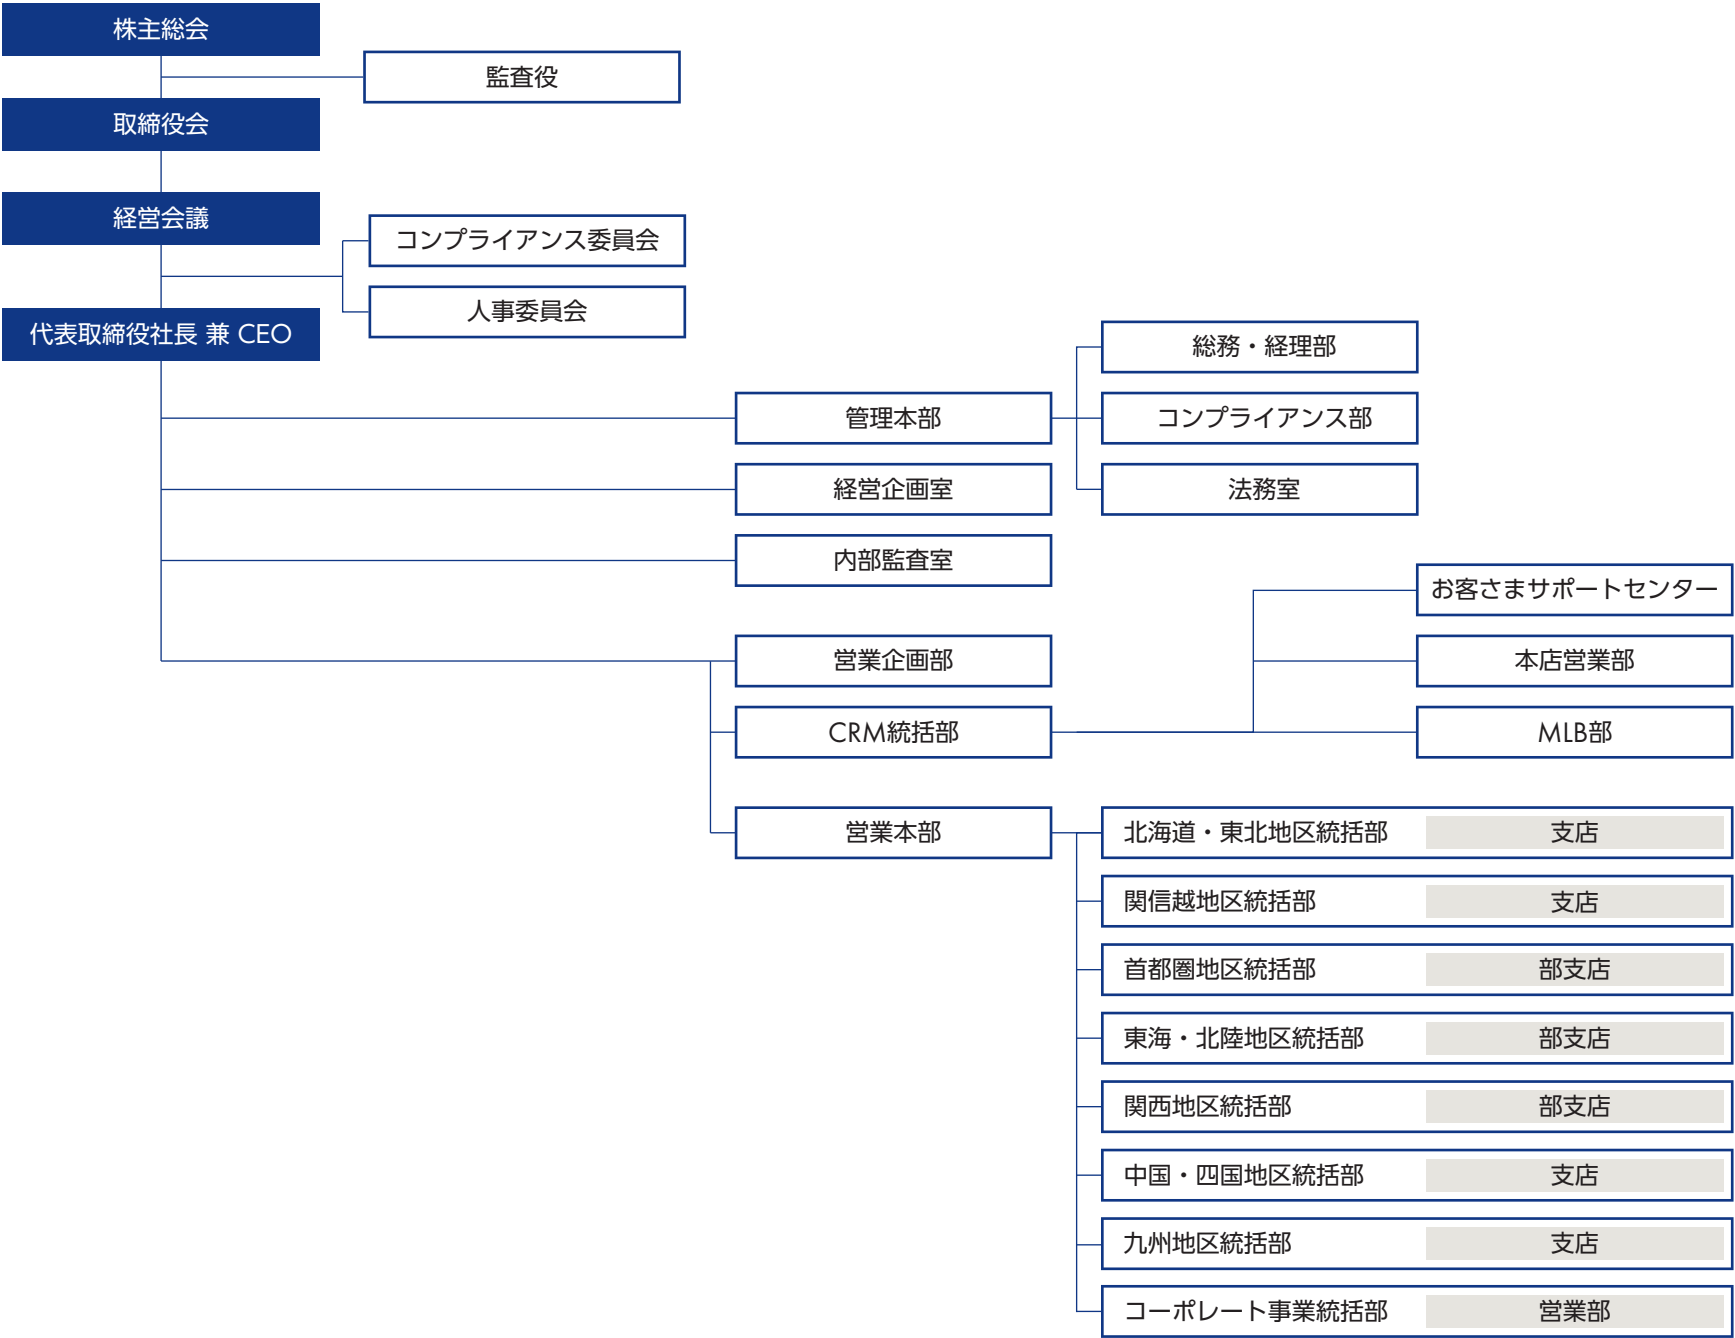 株主総会
監査役
取締役会
経営会議
コンプライアンス委員会
人事委員会
代表取締役社長 兼 CEO
総務・経理部
管理本部
コンプライアンス部
経営企画室
法務室
内部監査室
お客さまサポートセンター
営業企画部
本店営業部
CRM統括部
MLB部
営業本部
北海道・東北地区統括部 支店
関信越地区統括部 支店
首都圏地区統括部 部支店
東海・北陸地区統括部 部支店
関西地区統括部 部支店
中国・四国地区統括部 支店
九州地区統括部 支店
コーポレート事業統括部 営業部